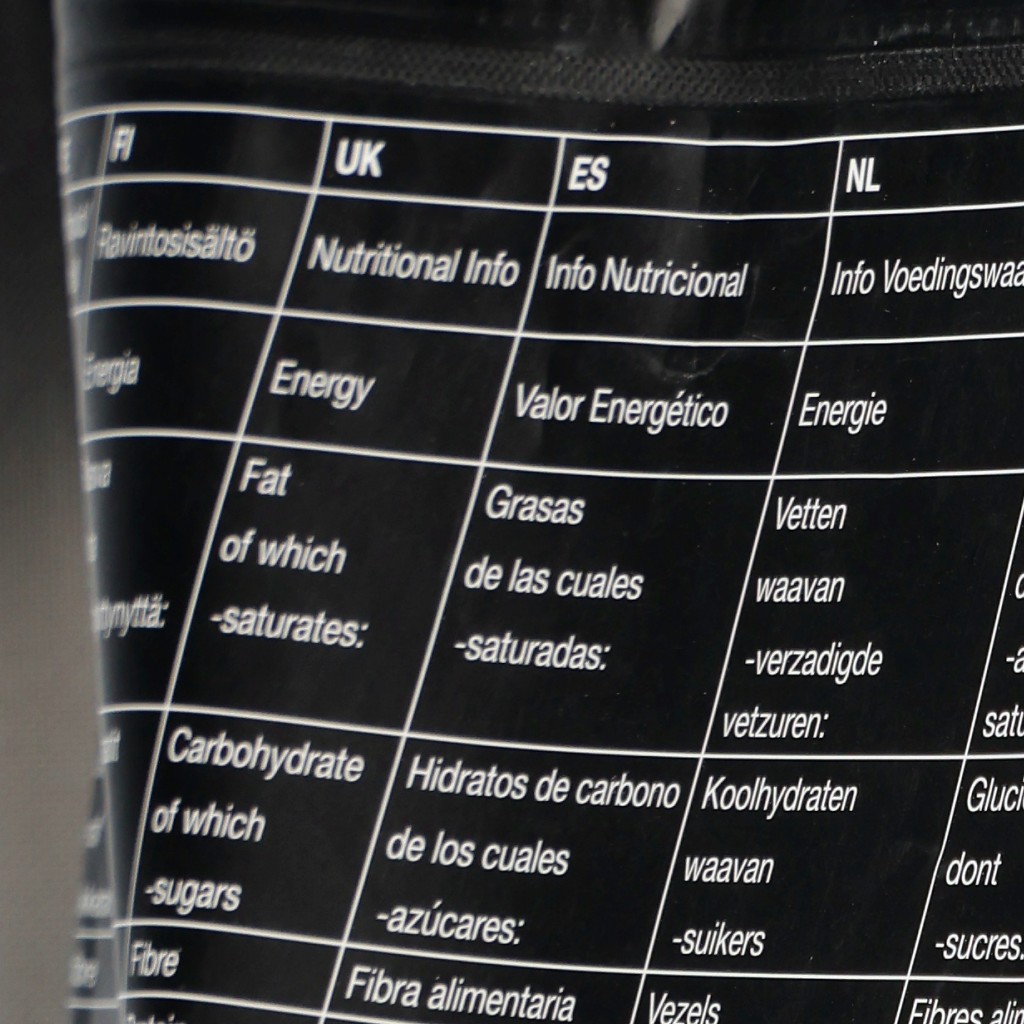 FI UK ES NL
Ravintosisältö Nutritional Info Info Nutricional Info
Energia Energy Valor Energético Energie
Fat Grasas Vetten
of which de las cuales waavan
-saturates: -saturadas: -verzadigde
vetzuren:
Carbohydrate Hidratos de carbono Koolhydraten
of which de los cuales waavan dont
-sugars -azúcares: -suikers -sucres:
Fibre Fibra alimentaria Vezels Fibres